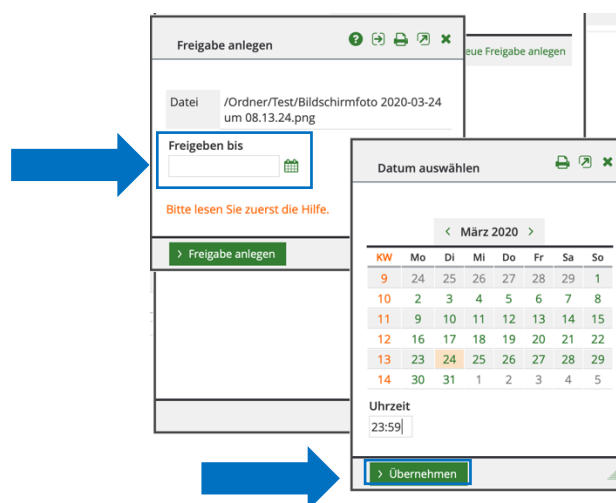 Freigabe anlegen
eue Freigabe anlegen
Datei /Ordner/Test/Bildschirmfoto 2020-03-24
um 08.13.24.png
Freigeben bis
Bitte lesen Sie zuerst die Hilfe.
> Freigabe anlegen
Datum auswählen
< März 2020 >
KW Mo Di Mi Do Fr Sa So
9 24 25 26 27 28 29 1
10 2 3 4 5 6 7 8
11 9 10 11 12 13 14 15
12 16 17 18 19 20 21 22
13 23 24 25 26 27 28 29
14 30 31 1 2 3 4 5
Uhrzeit
23:59
> Übernehmen